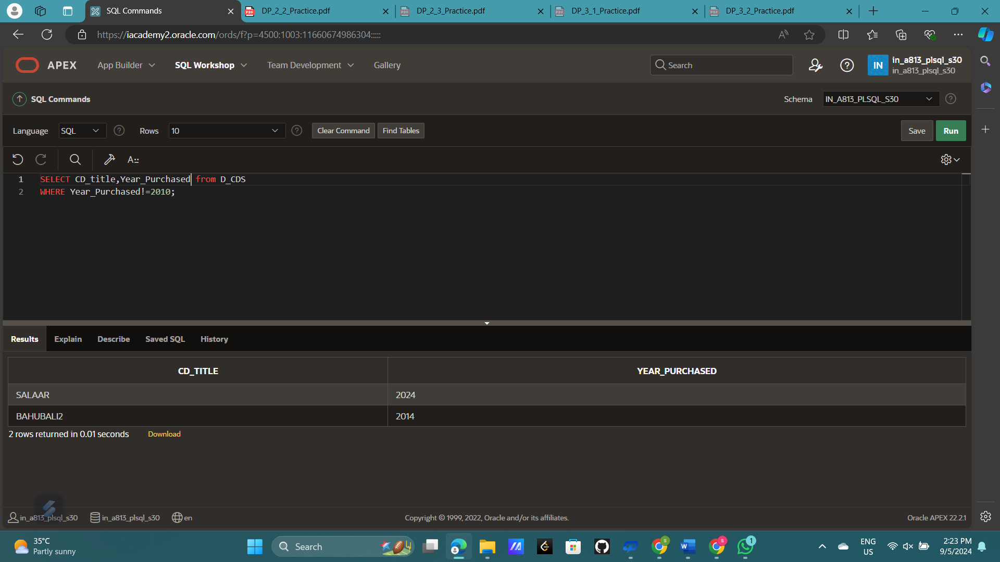 SQL Commands
DP_2_2_Practice.pdf
DP_2_3_Practice.pdf
DP_3_1_Practice.pdf
DP_3_2_Practice.pdf
https://iacademy2.oracle.com/ords/f?p=4500:1003:11660674986304:::::
APEX
App Builder
SQL Workshop
Team Development
Gallery
Search
IN
in_a813_plsql_s30
in_a813_plsql_s30
SQL Commands
Schema
IN_A813_PLSQL_S30
Language
SQL
Rows
10
Clear Command
Find Tables
Save
Run
A::
1 SELECT CD_title,Year_Purchased from D_CDS
2 WHERE Year_Purchased!=2010;
Results
Explain
Describe
Saved SQL
History
CD_TITLE YEAR_PURCHASED
SALAAR 2024
BAHUBALI2 2014
2 rows returned in 0.01 seconds
Download
in_a813_plsql_s30
in_a813_plsql_s30
en
Copyright © 1999, 2022, Oracle and/or its affiliates.
Oracle APEX 22.2.1
35°C
Partly sunny
Search
1
ENG
US
2:23 PM
9/5/2024